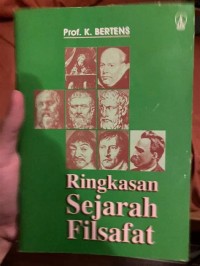 Prof. K. BERTENS
Ringkasan
Sejarah
Filsafat